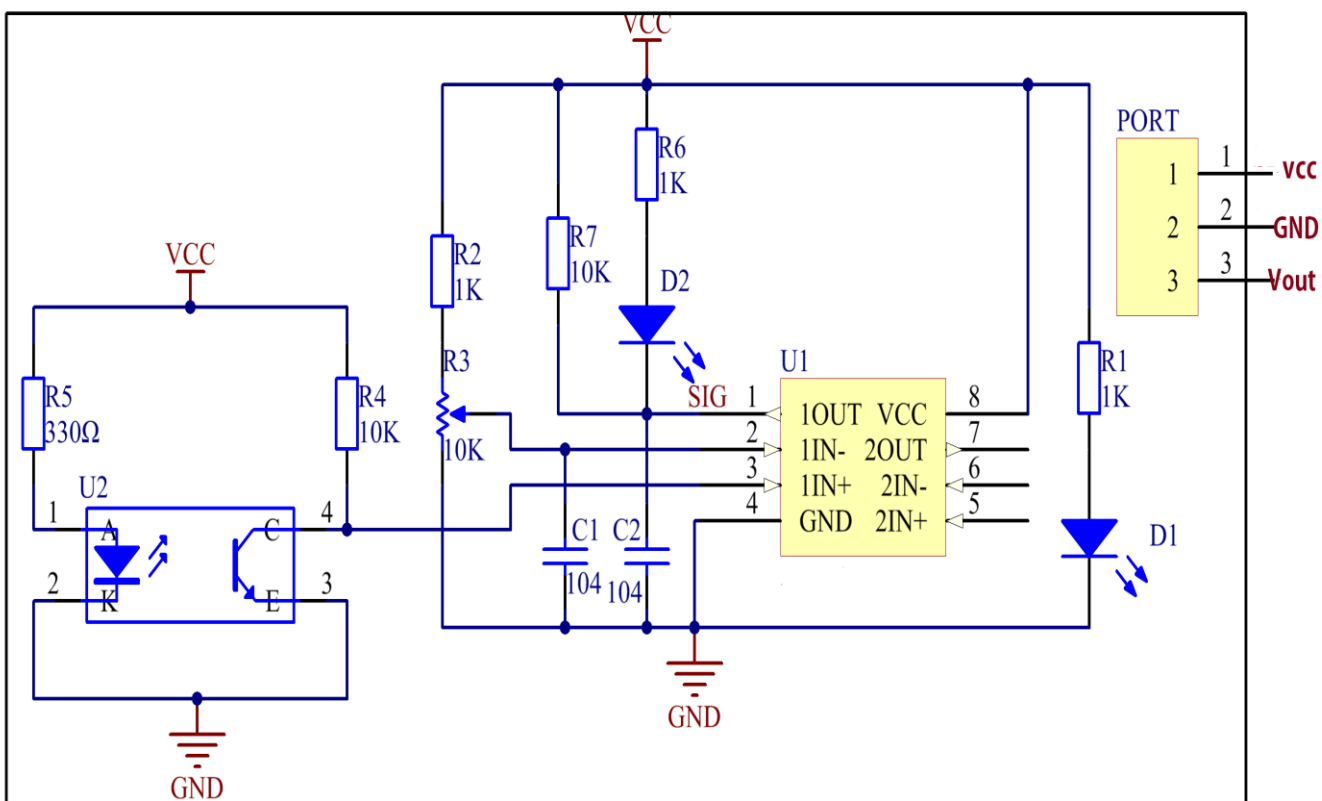 VCC
PORT
1 1 vcc
2 2 GND
3 3 Vout
R6
1K
R7
10K
R2
1K
D2
VCC
R3
10K
R5
330Ω
R4
10K
SIG
U1
1 1OUT VCC 8
2 1IN- 2OUT 7
3 1IN+ 2IN- 6
4 GND 2IN+ 5
R1
1K
U2
1 A C 4
2 K E 3
C1
104
C2
104
D1
GND
GND